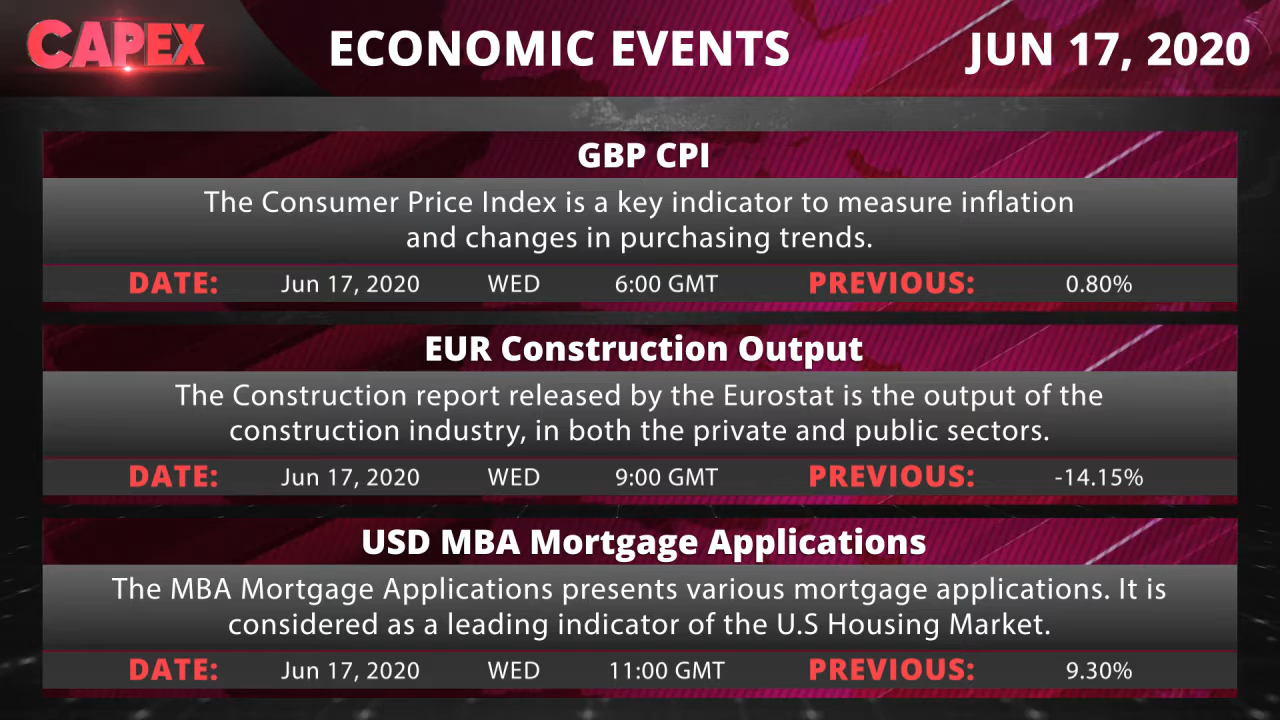 CAPEX
ECONOMIC EVENTS
JUN 17, 2020
GBP CPI
The Consumer Price Index is a key indicator to measure inflation
and changes in purchasing trends.
DATE: Jun 17, 2020 WED 6:00 GMT PREVIOUS: 0.80%
EUR Construction Output
The Construction report released by the Eurostat is the output of the
construction industry, in both the private and public sectors.
DATE: Jun 17, 2020 WED 9:00 GMT PREVIOUS: -14.15%
USD MBA Mortgage Applications
The MBA Mortgage Applications presents various mortgage applications. It is
considered as a leading indicator of the U.S Housing Market.
DATE: Jun 17, 2020 WED 11:00 GMT PREVIOUS: 9.30%